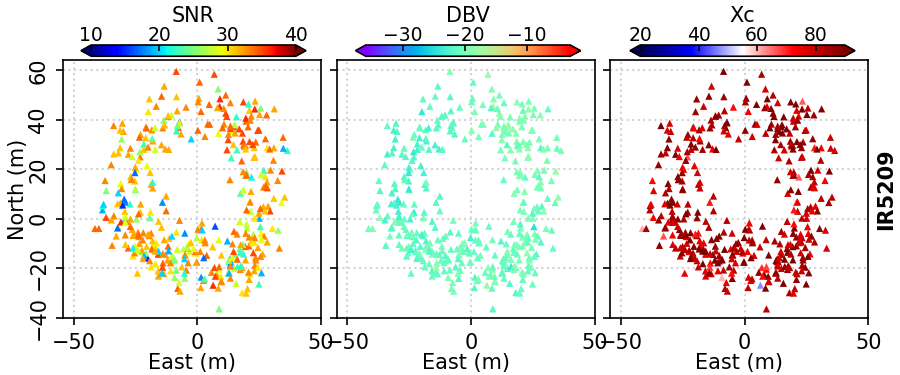 SNR DBV Xc
10 20 30 40 −30 −20 −10 20 40 60 80
60
40
20
0
−20
−40
North (m)
−50 0 50 −50 0 50 −50 0 50
East (m) East (m) East (m)
IR5209